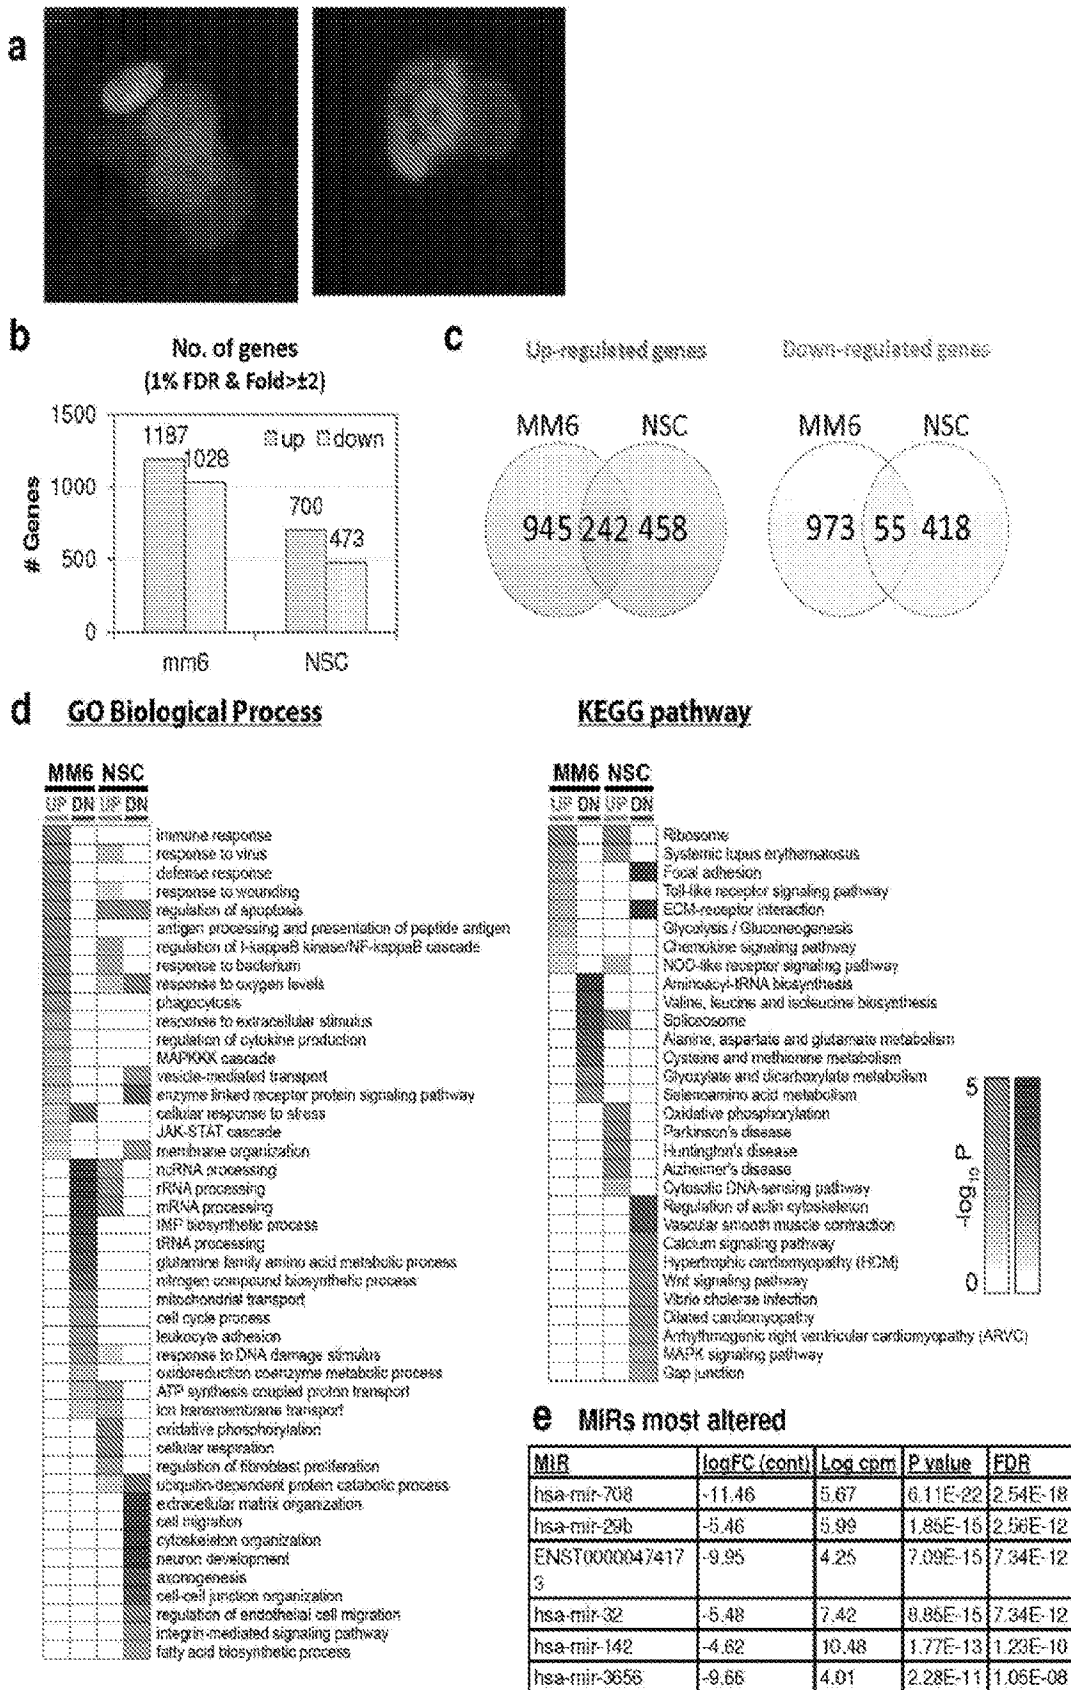 a
b
No. of genes
(1% FDR & Fold>±2)
1500
1000
500
0
# Genes
1187
1028
up down
700
473
mm6 NSC
c
Up-regulated genes
Down-regulated genes
MM6 NSC
945 242 458
MM6 NSC
973 55 418
d
GO Biological Process
MM6 NSC
UP DN UP DN
immune response
response to virus
defense response
response to wounding
regulation of apoptosis
antigen processing and presentation of peptide antigen
regulation of I-kappaB kinase/NF-kappaB cascade
response to bacterium
response to oxygen levels
phagocytosis
response to extracellular stimulus
regulation of cytokine production
MAPKKK cascade
vesicle-mediated transport
enzyme linked receptor protein signaling pathway
cellular response to stress
JAK-STAT cascade
membrane organization
ncRNA processing
rRNA processing
mRNA processing
IMP biosynthetic process
tRNA processing
glutamine family amino acid metabolic process
nitrogen compound biosynthetic process
mitochondrial transport
cell cycle process
leukocyte adhesion
response to DNA damage stimulus
oxidoreduction coenzyme metabolic process
ATP synthesis coupled proton transport
ion transmembrane transport
oxidative phosphorylation
cellular respiration
regulation of fibroblast proliferation
ubiquitin-dependent protein catabolic process
extracellular matrix organization
cell migration
cytoskeleton organization
neuron development
axonogenesis
cell-cell junction organization
regulation of endothelial cell migration
integrin-mediated signaling pathway
fatty acid biosynthetic process
KEGG pathway
MM6 NSC
UP DN UP DN
Ribosome
Systemic lupus erythematosus
Focal adhesion
Toll-like receptor signaling pathway
ECM-receptor interaction
Glycolysis / Gluconeogenesis
Chemokine signaling pathway
NOD-like receptor signaling pathway
Aminoacyl-tRNA biosynthesis
Valine, leucine and isoleucine biosynthesis
Spliceosome
Alanine, aspartate and glutamate metabolism
Cysteine and methionine metabolism
Glyoxylate and dicarboxylate metabolism
Selenoamino acid metabolism
Oxidative phosphorylation
Parkinson's disease
Huntington's disease
Alzheimer's disease
Cytosolic DNA-sensing pathway
Regulation of actin cytoskeleton
Vascular smooth muscle contraction
Calcium signaling pathway
Hypertrophic cardiomyopathy (HCM)
Wnt signaling pathway
Vibrio cholerae infection
Dilated cardiomyopathy
Arrhythmogenic right ventricular cardiomyopathy (ARVC)
MAPK signaling pathway
Gap junction
5
-log10 P
0
e MiRs most altered
MiR logFC (cont) Log cpm P value FDR
hsa-mir-708 -11.46 5.67 6.11E-22 2.54E-18
hsa-mir-29b -5.46 5.99 1.85E-15 2.56E-12
ENST0000047417 -9.95 4.25 7.09E-15 7.34E-12
3
hsa-mir-32 -5.48 7.42 8.85E-15 7.34E-12
hsa-mir-142 -4.62 10.48 1.77E-13 1.23E-10
hsa-mir-3656 -9.66 4.01 2.28E-11 1.05E-08